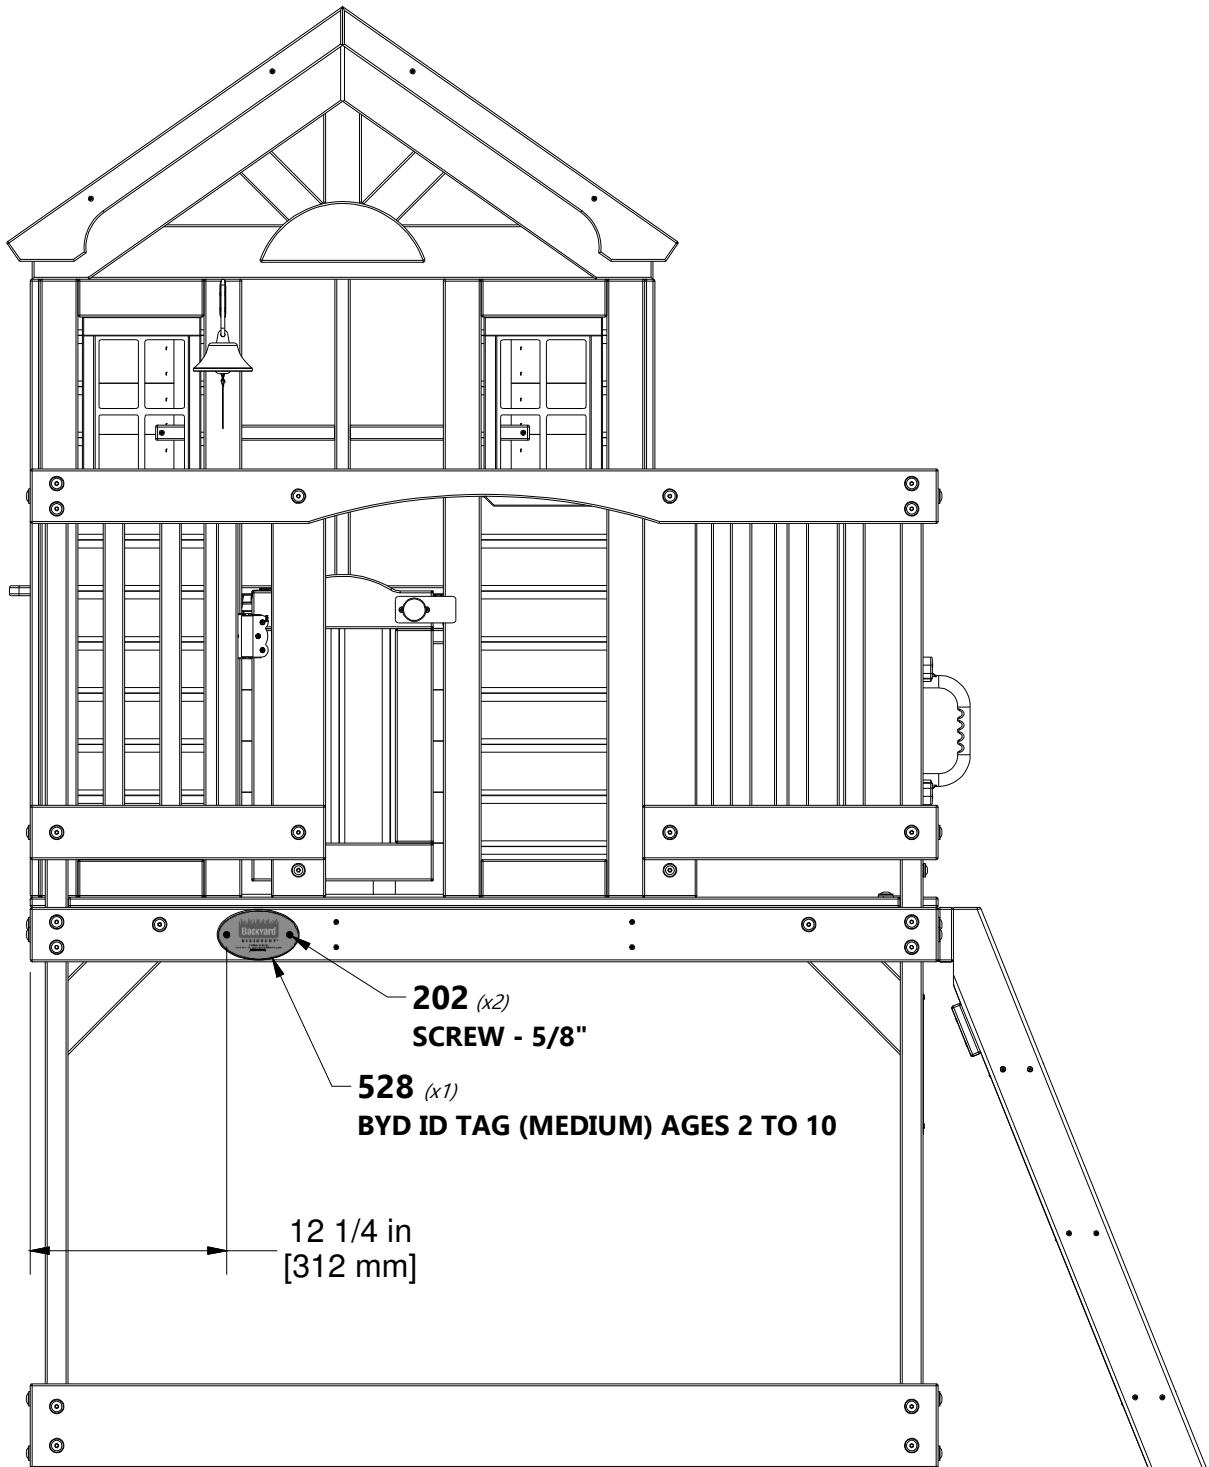 Backyard
DISCOVERY
202 (x2)
SCREW - 5/8"
528 (x1)
BYD ID TAG (MEDIUM) AGES 2 TO 10
12 1/4 in
[312 mm]